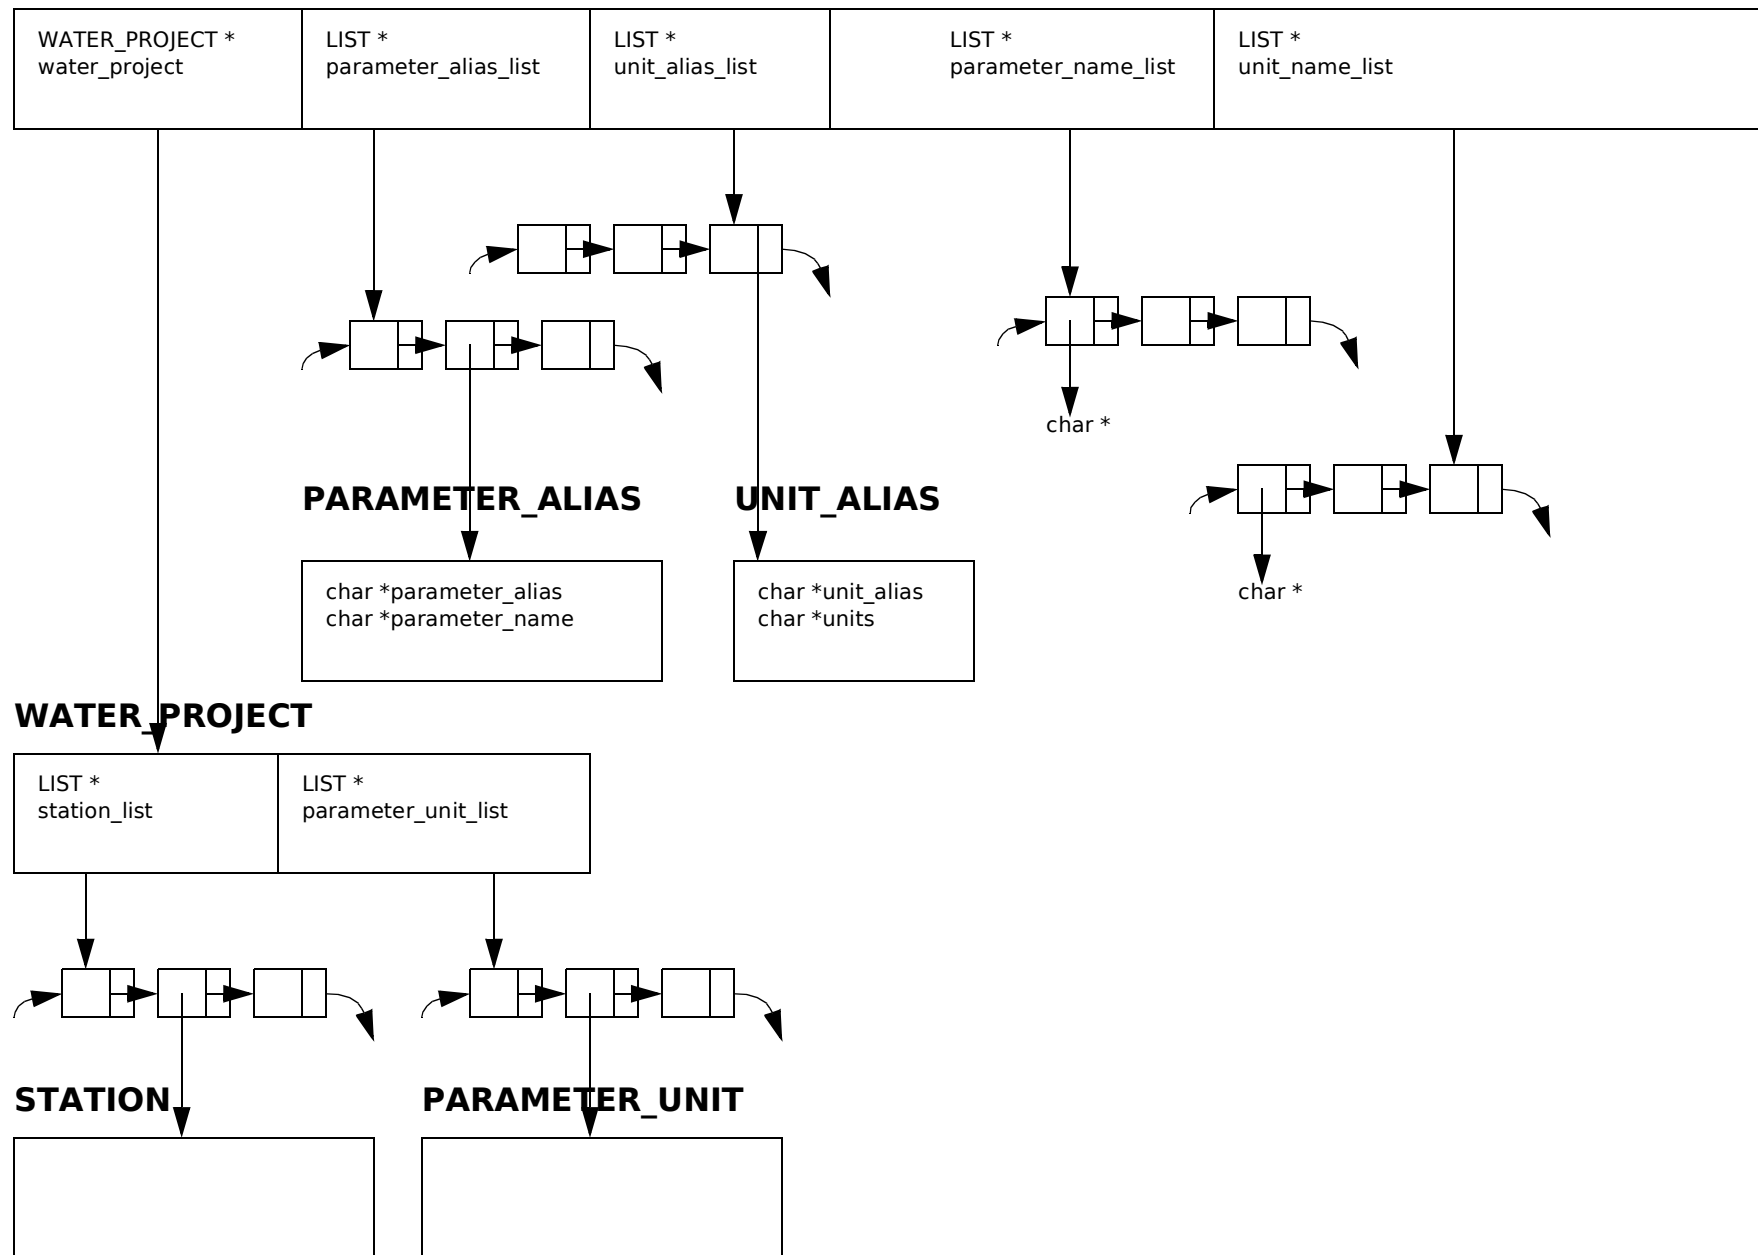 WATER_PROJECT *
water_project
LIST *
parameter_alias_list
LIST *
unit_alias_list
LIST *
parameter_name_list
LIST *
unit_name_list
char *
PARAMETER_ALIAS
UNIT_ALIAS
char *parameter_alias
char *parameter_name
char *unit_alias
char *units
char *
WATER_PROJECT
LIST *
station_list
LIST *
parameter_unit_list
STATION
PARAMETER_UNIT